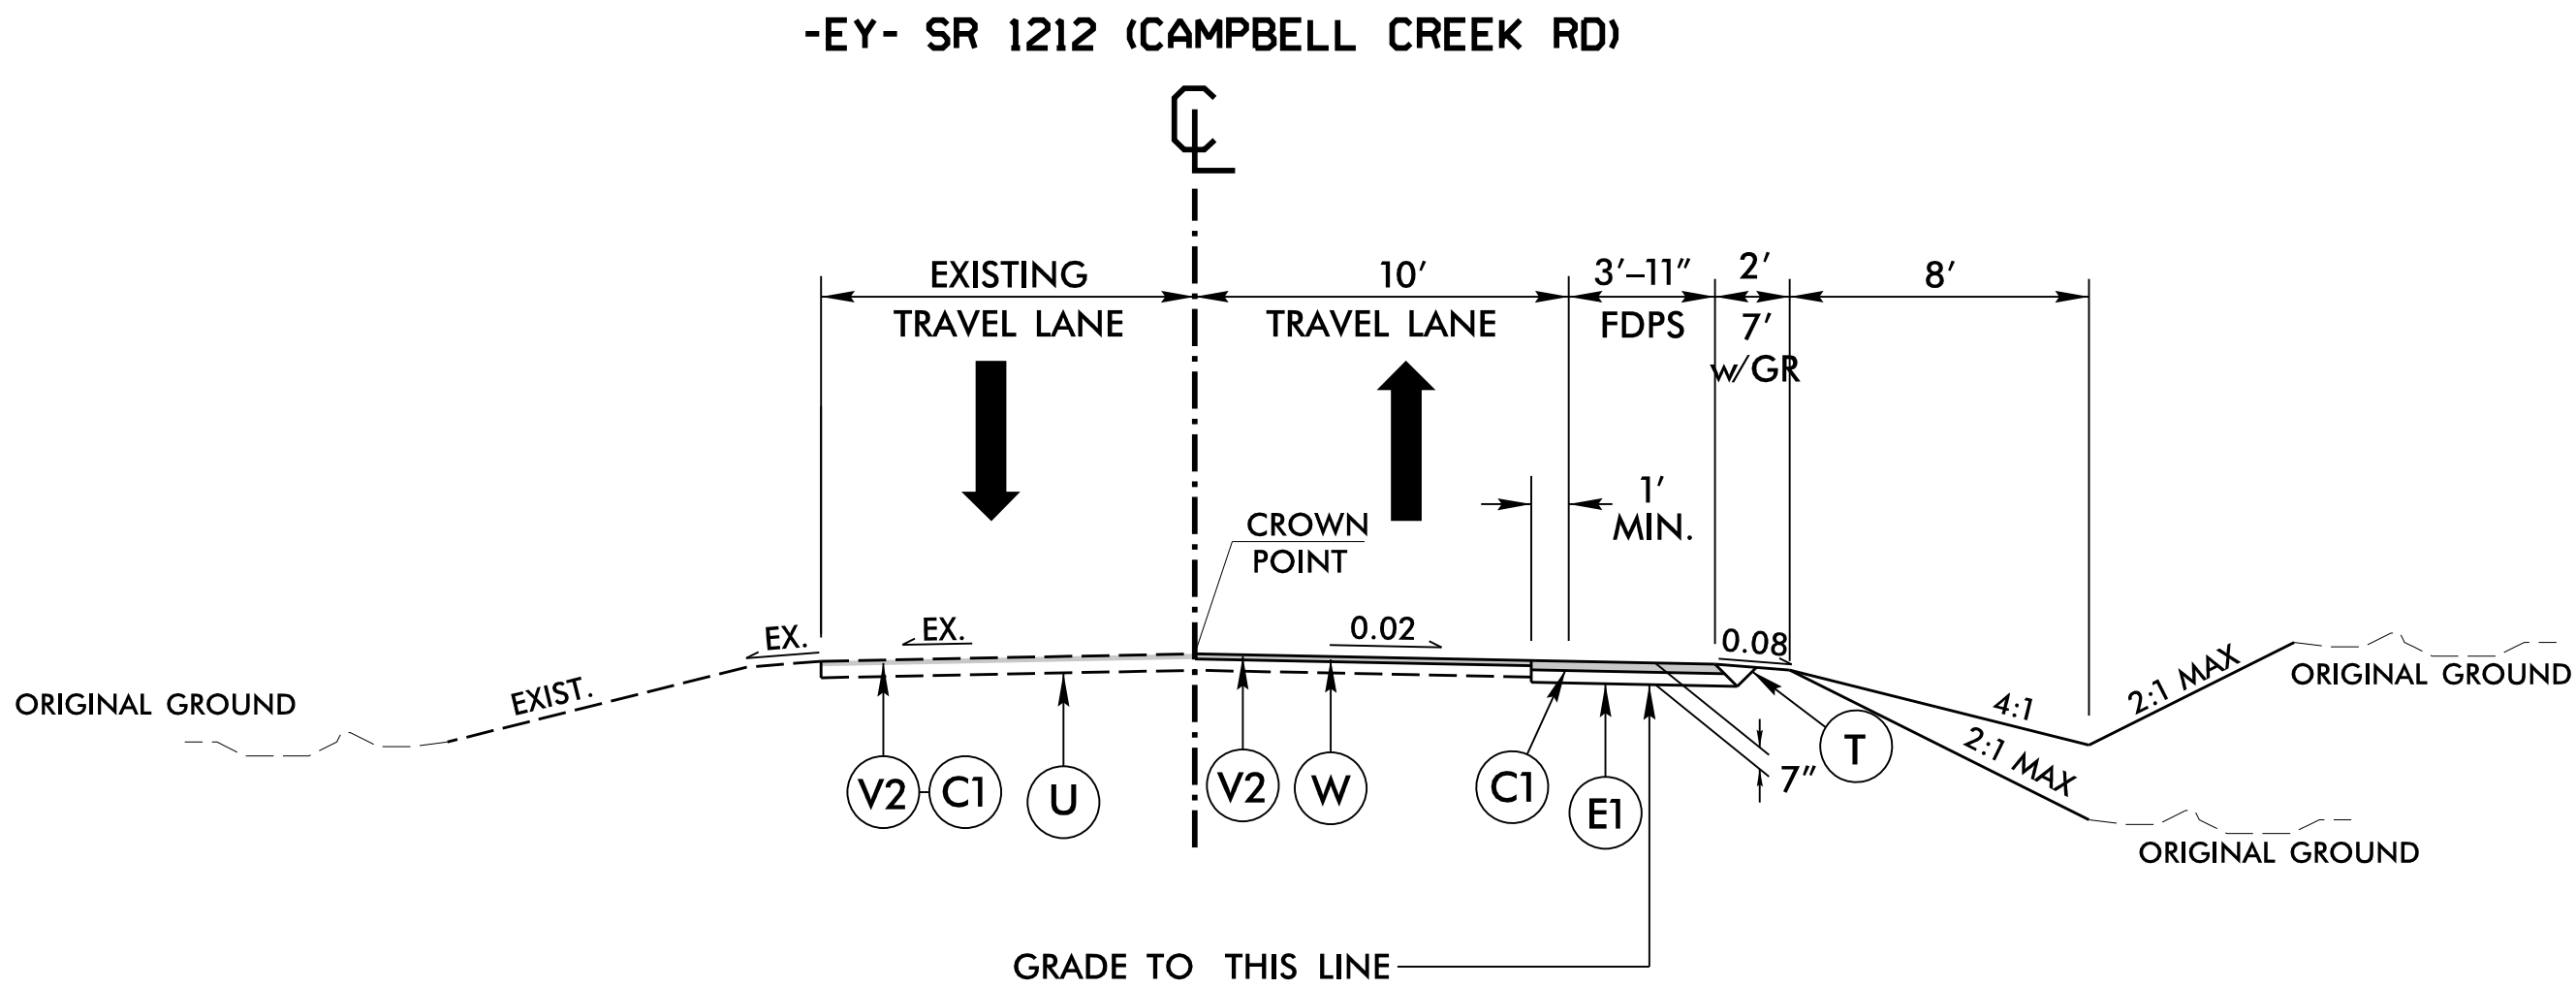 -EY- SR 1212 (CAMPBELL CREEK RD)
CL
EXISTING
TRAVEL LANE
10'
TRAVEL LANE
3'-11"
FDPS
2'
7'
w/GR
8'
1'
MIN.
CROWN
POINT
EX.
EX.
0.02
0.08
ORIGINAL GROUND
EXIST.
4:1
2:1 MAX
ORIGINAL GROUND
2:1 MAX
ORIGINAL GROUND
V2
C1
U
V2
W
C1
E1
7"
T
GRADE TO THIS LINE